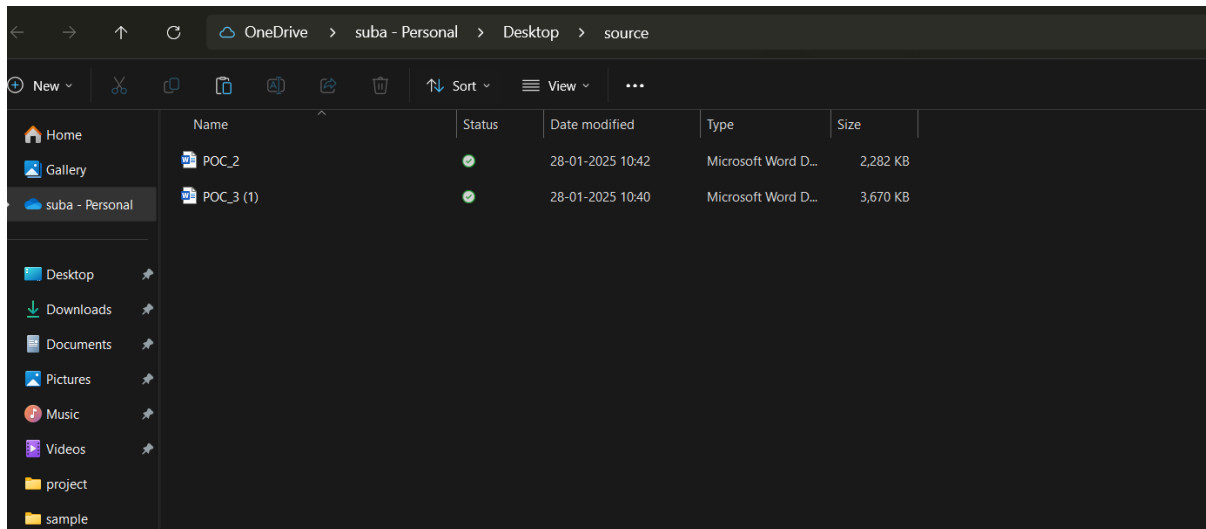 OneDrive > suba - Personal > Desktop > source
New Sort View ...
Home
Gallery
suba - Personal
Desktop
Downloads
Documents
Pictures
Music
Videos
project
sample
Name Status Date modified Type Size
POC_2 28-01-2025 10:42 Microsoft Word D... 2,282 KB
POC_3 (1) 28-01-2025 10:40 Microsoft Word D... 3,670 KB